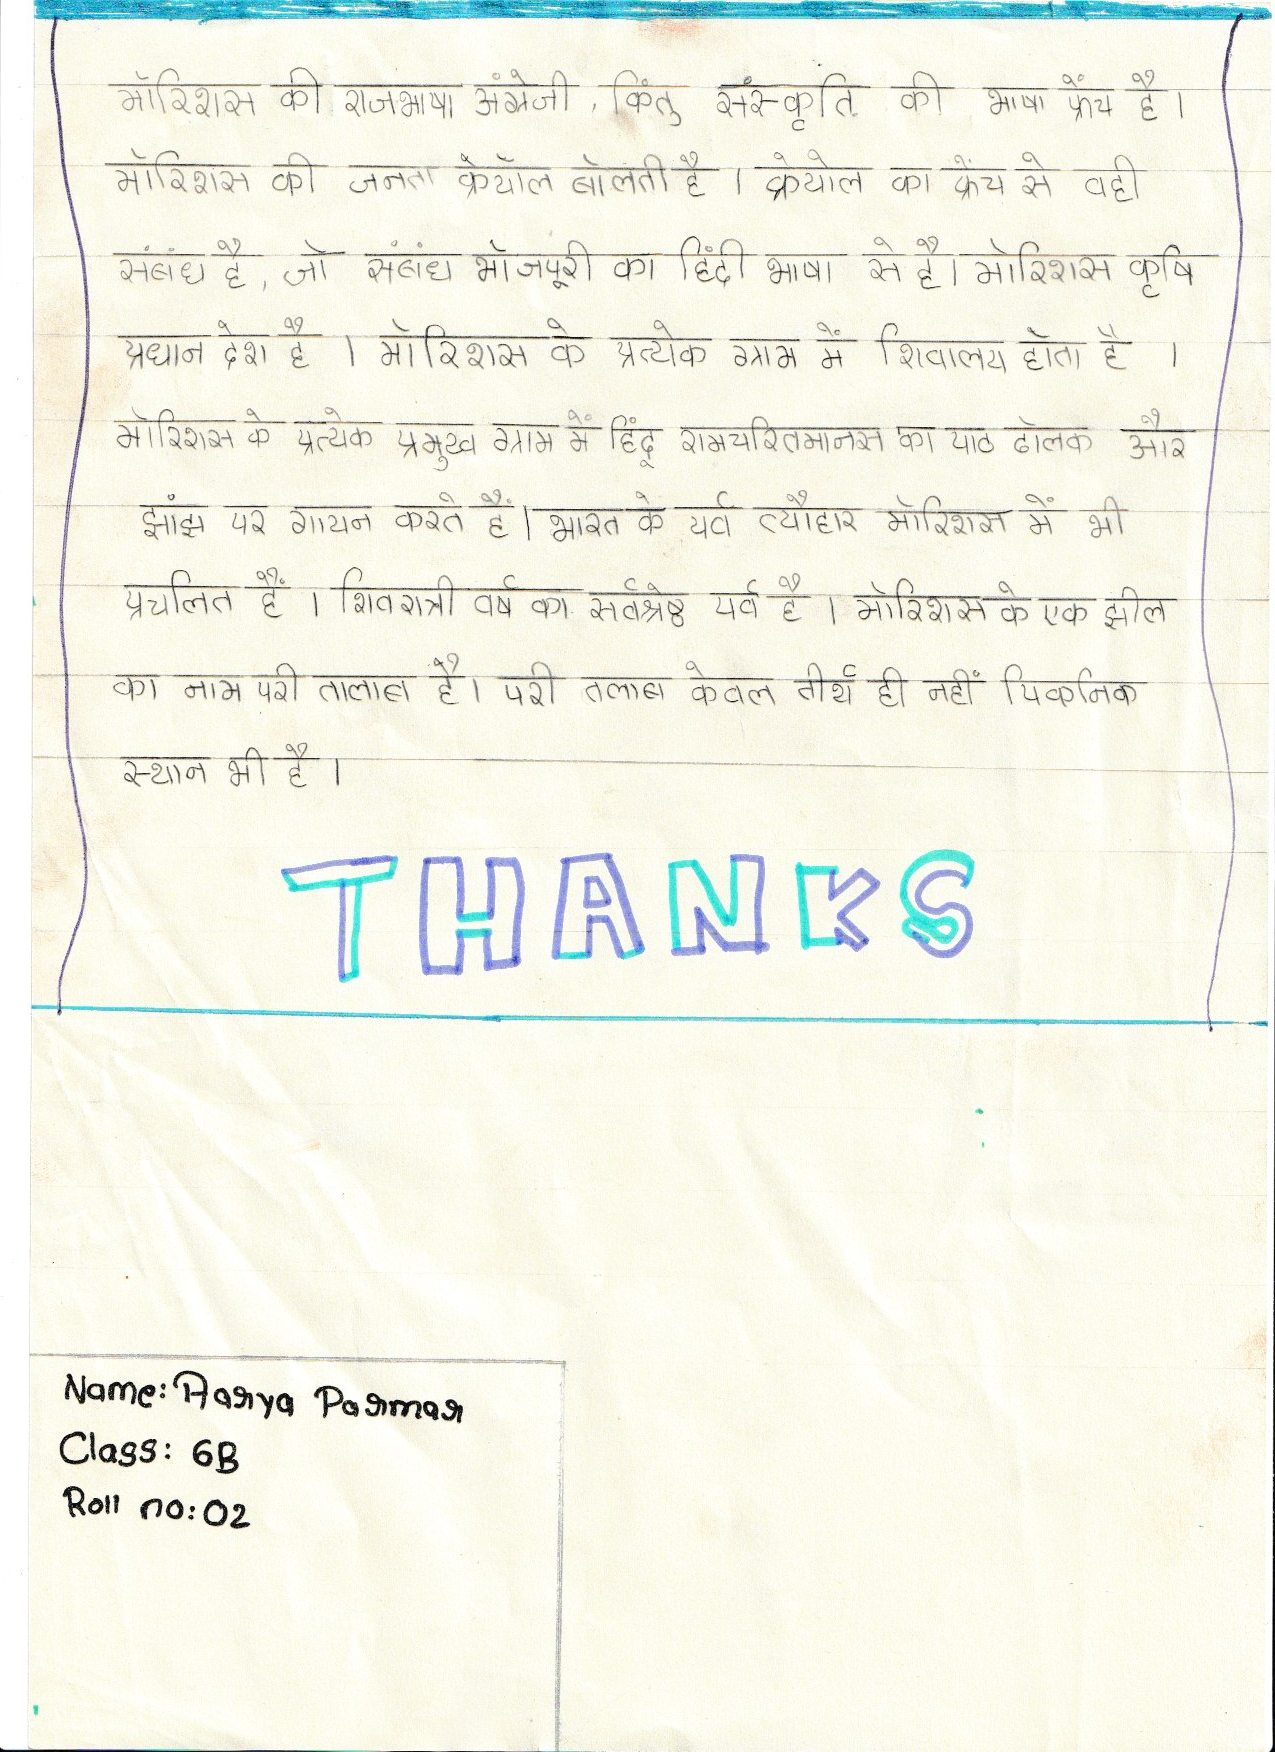 मॉरिशस की राजभाषा अंग्रेजी, किंतु संस्कृति की भाषा फ्रेंच है।
मॉरिशस की जनता क्रेयॉल बोलती है। क्रेयोल का फ्रेंच से वही
संबंध है, जो संबंध भोजपूरी का हिंदी भाषा से है। मॉरिशस कृषि
प्रधान देश है। मॉरिशस के प्रत्येक ग्राम में शिवालय होता है ।
मॉरिशस के प्रत्येक प्रमुख ग्राम में हिंदू रामचरितमानस का पाठ ढोलक और
झांझ पर गायन करते हैं। भारत के पर्व त्यौहार मॉरिशस में भी
प्रचलित हैं। शिवरात्री वर्ष का सर्वश्रेष्ठ पर्व है। मॉरिशस के एक झील
का नाम परी तालाब है। परी तलाब केवल तीर्थ ही नहीं पिकनिक
स्थान भी है।
THANKS
Name: Aarya Parmar
Class: 6B
Roll no: 02